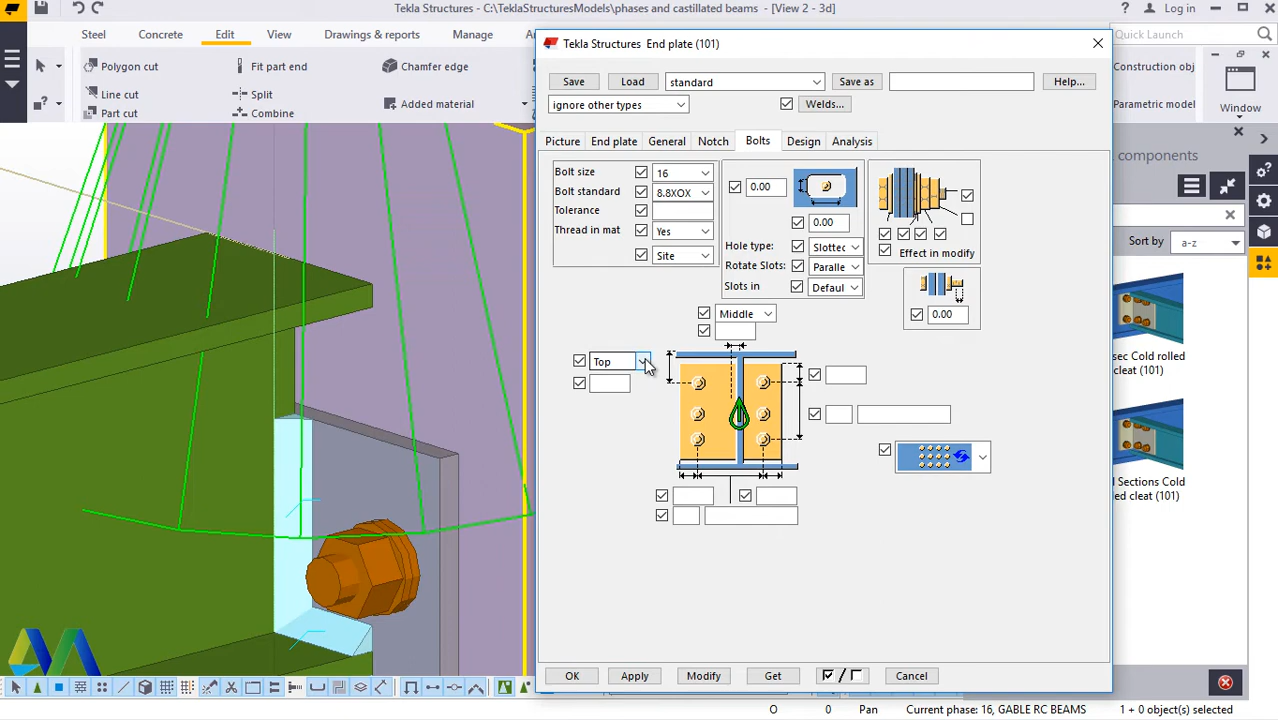 Tekla Structures - C:\TeklaStructuresModels\phases and castillated beams - [View 2 - 3d]
Log in
Steel Concrete Edit View Drawings & reports Manage
Quick Launch
Polygon cut Fit part end Chamfer edge
Line cut Split
Part cut Combine Added material
Construction obj
Parametric model
Window
Tekla Structures End plate (101)
Save Load standard Save as Help...
ignore other types Welds...
Picture End plate General Notch Bolts Design Analysis
Bolt size 16
Bolt standard 8.8XOX
Tolerance
Thread in mat Yes
Site
0.00
0.00
Hole type: Slottec
Rotate Slots: Paralle
Slots in Defaul
Effect in modify
0.00
Middle
Top
OK Apply Modify Get / Cancel
components
Sort by a-z
sec Cold rolled
(101)
l Sections Cold
d cleat (101)
O 0 Pan Current phase: 16, GABLE RC BEAMS 1 + 0 object(s) selected